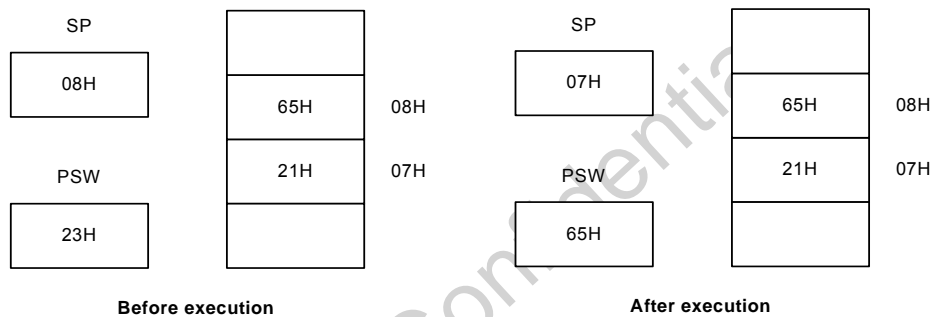 SP
08H
65H 08H
21H 07H
PSW
23H
Before execution
SP
07H
65H 08H
21H 07H
PSW
65H
After execution
Confidential